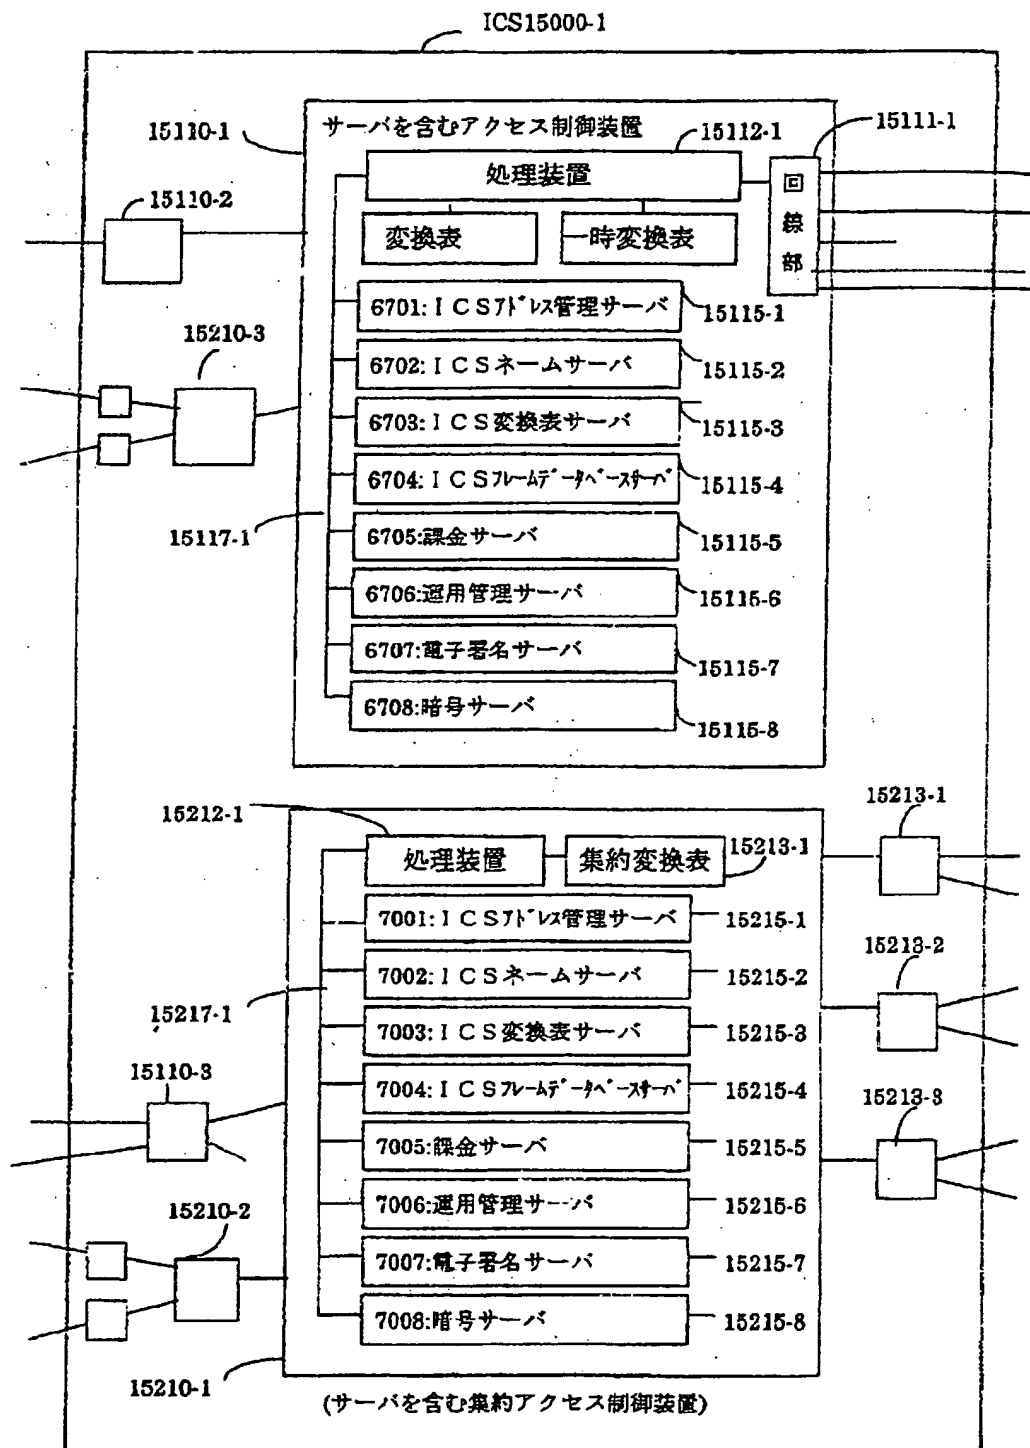 ICS15000-1
サーバを含むアクセス制御装置
15110-1
15112-1
15111-1
処理装置
回線部
15110-2
変換表
一時変換表
6701:ICSアドレス管理サーバ
15115-1
15210-3
6702:ICSネームサーバ
15115-2
6703:ICS変換表サーバ
15115-3
6704:ICSフレームデータベースサーバ
15115-4
15117-1
6705:課金サーバ
15115-5
6706:運用管理サーバ
15115-6
6707:電子署名サーバ
15115-7
6708:暗号サーバ
15115-8
15212-1
15213-1
処理装置
集約変換表
15213-1
7001:ICSアドレス管理サーバ
15215-1
15213-2
7002:ICSネームサーバ
15215-2
15217-1
7003:ICS変換表サーバ
15215-3
15110-3
7004:ICSフレームデータベースサーバ
15215-4
15213-3
7005:課金サーバ
15215-5
7006:運用管理サーバ
15215-6
15210-2
7007:電子署名サーバ
15215-7
7008:暗号サーバ
15215-8
15210-1
(サーバを含む集約アクセス制御装置)